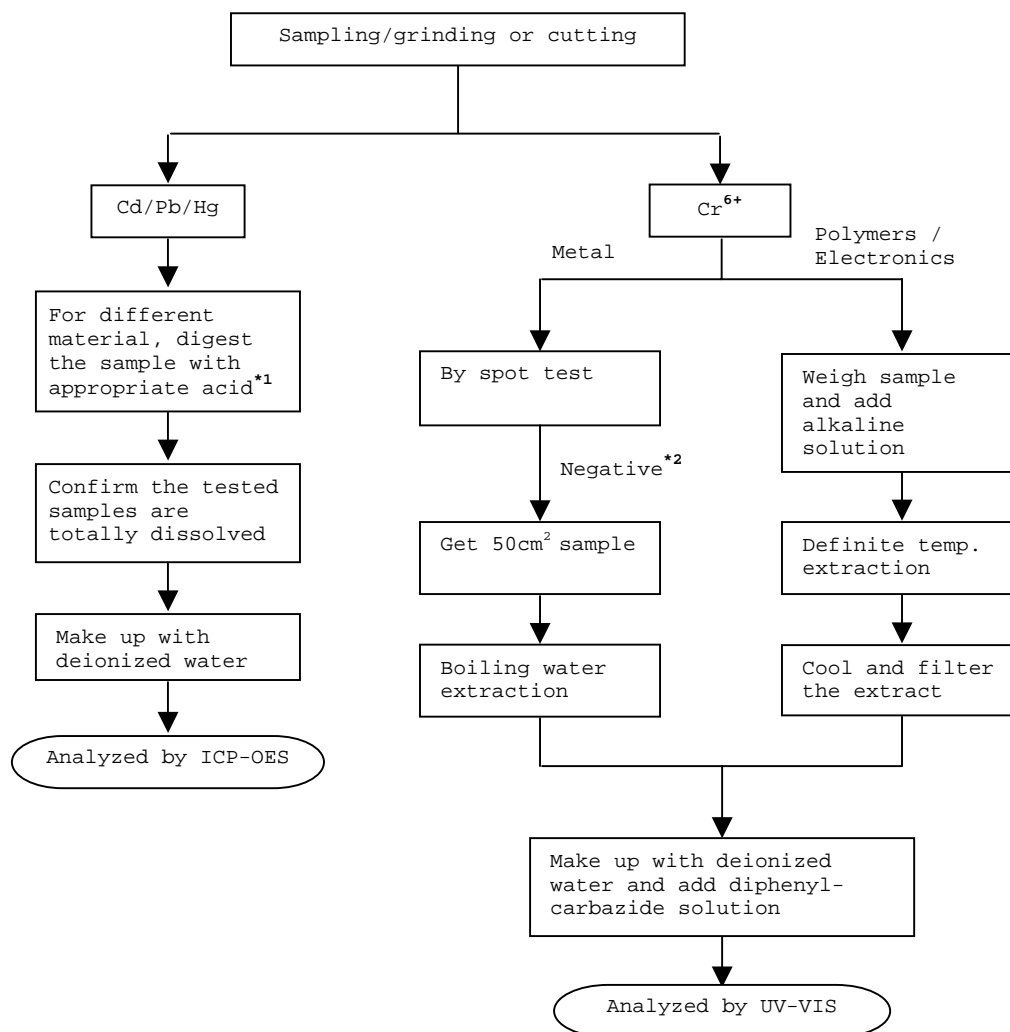 Sampling/grinding or cutting
Cd/Pb/Hg
For different
material, digest
the sample with
appropriate acid*1
Confirm the tested
samples are
totally dissolved
Make up with
deionized water
Analyzed by ICP-OES
Cr6+
Metal
Polymers /
Electronics
By spot test
Negative*2
Get 50cm2 sample
Boiling water
extraction
Weigh sample
and add
alkaline
solution
Definite temp.
extraction
Cool and filter
the extract
Make up with deionized
water and add diphenyl-
carbazide solution
Analyzed by UV-VIS